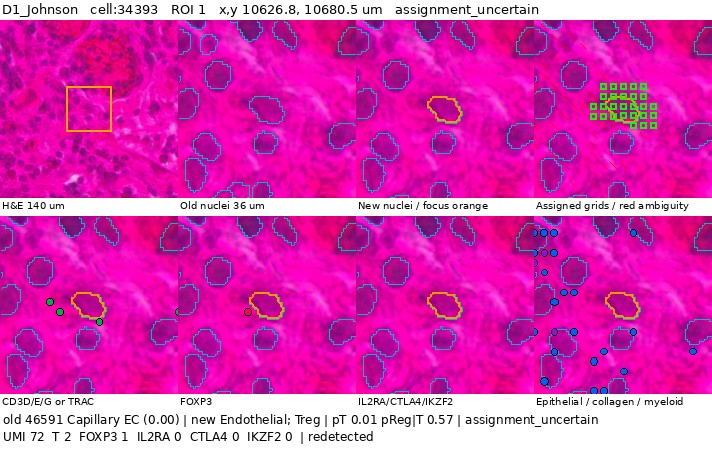 D1_Johnson cell:34393 ROI 1 x,y 10626.8, 10680.5 um assignment_uncertain
H&E 140 um
Old nuclei 36 um
New nuclei / focus orange
Assigned grids / red ambiguity
CD3D/E/G or TRAC
FOXP3
IL2RA/CTLA4/IKZF2
Epithelial / collagen / myeloid
old 46591 Capillary EC (0.00) | new Endothelial; Treg | pT 0.01 pReg|T 0.57 | assignment_uncertain
UMI 72 T 2 FOXP3 1 IL2RA 0 CTLA4 0 IKZF2 0 | redetected